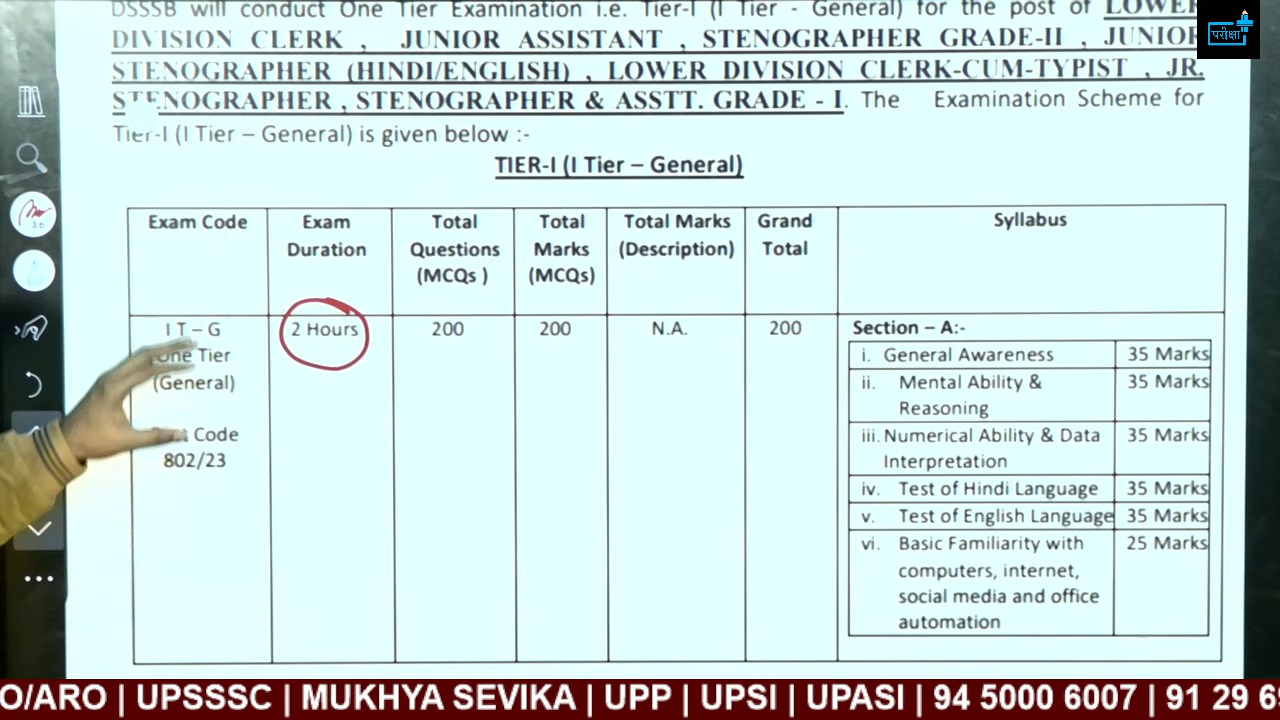 DSSSB will conduct One Tier Examination i.e. Tier-I (I Tier - General) for the post of LOWER
परीक्षा
DIVISION CLERK , JUNIOR ASSISTANT , STENOGRAPHER GRADE-II , JUNIOR
STENOGRAPHER (HINDI/ENGLISH) , LOWER DIVISION CLERK-CUM-TYPIST , JR.
STENOGRAPHER , STENOGRAPHER & ASSTT. GRADE - I. The Examination Scheme for
Tier-I (I Tier – General) is given below :-
TIER-I (I Tier – General)
Exam Code | Exam Duration | Total Questions (MCQs ) | Total Marks (MCQs) | Total Marks (Description) | Grand Total | Syllabus
I T – G 2 Hours 200 200 N.A. 200 Section – A:-
One Tier
(General)
Code
802/23
i. General Awareness 35 Marks
ii. Mental Ability & 35 Marks
Reasoning
iii. Numerical Ability & Data 35 Marks
Interpretation
iv. Test of Hindi Language 35 Marks
v. Test of English Language 35 Marks
vi. Basic Familiarity with 25 Marks
computers, internet,
social media and office
automation
3.6
O/ARO | UPSSSC | MUKHYA SEVIKA | UPP | UPSI | UPASI | 94 5000 6007 | 91 29 6